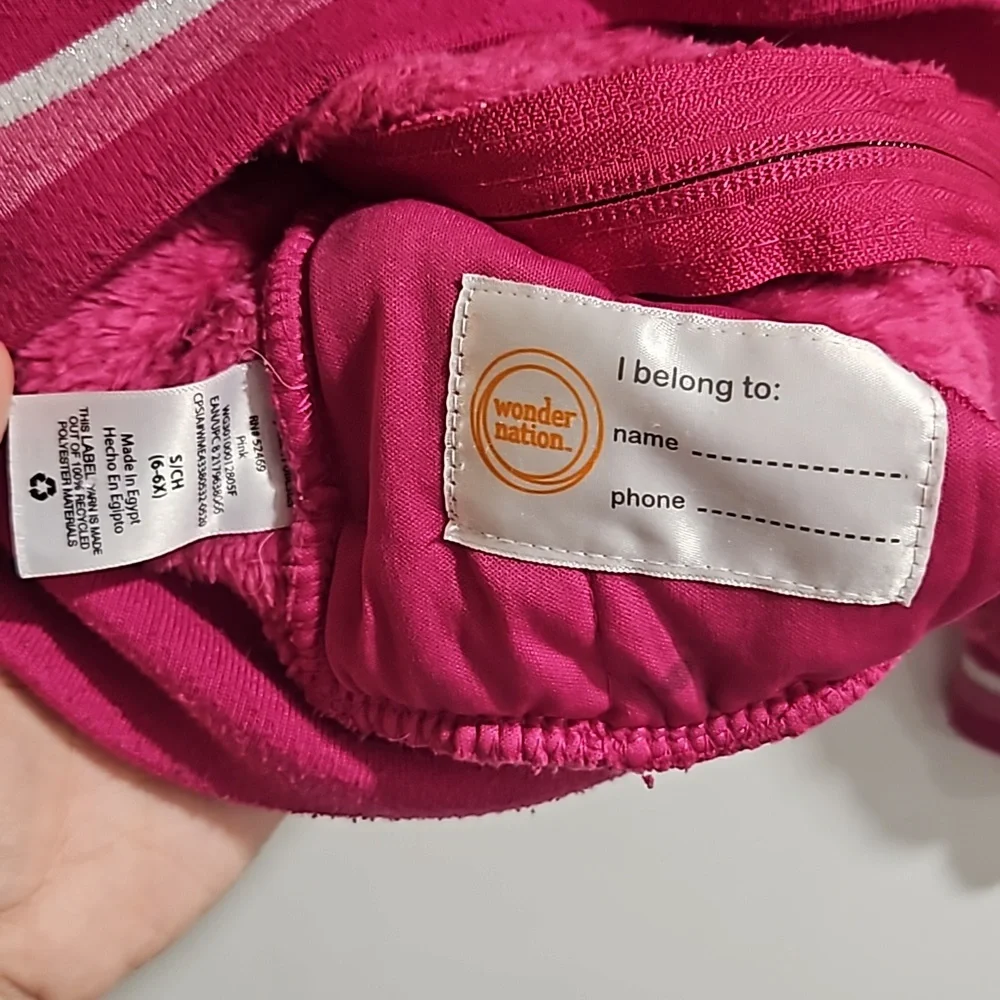 wonder
nation™
I belong to:
name
phone
RN# 52469
Pink
S/CH
(6-6X)
Made in Egypt
Hecho En Egipto
THIS LABEL YARN IS MADE
OUT OF 100% RECYCLED
POLYESTER MATERIALS